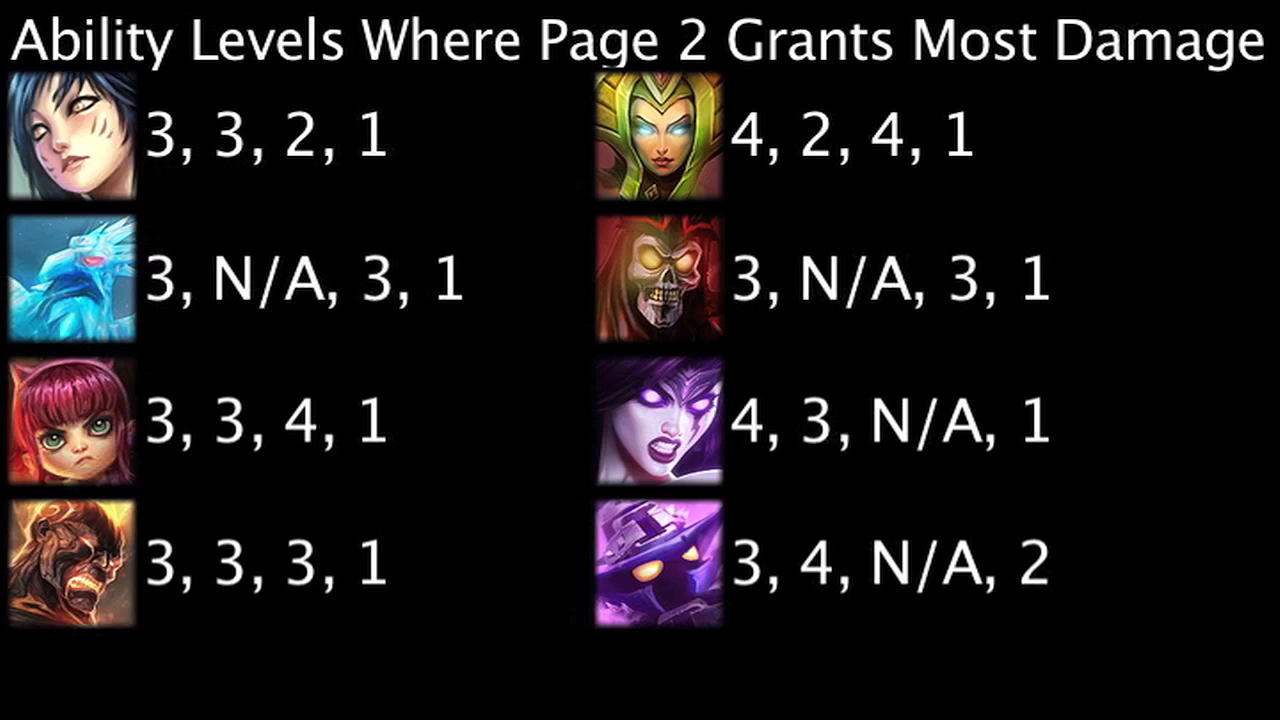 Ability Levels Where Page 2 Grants Most Damage
3, 3, 2, 1
4, 2, 4, 1
3, N/A, 3, 1
3, N/A, 3, 1
3, 3, 4, 1
4, 3, N/A, 1
3, 3, 3, 1
3, 4, N/A, 2